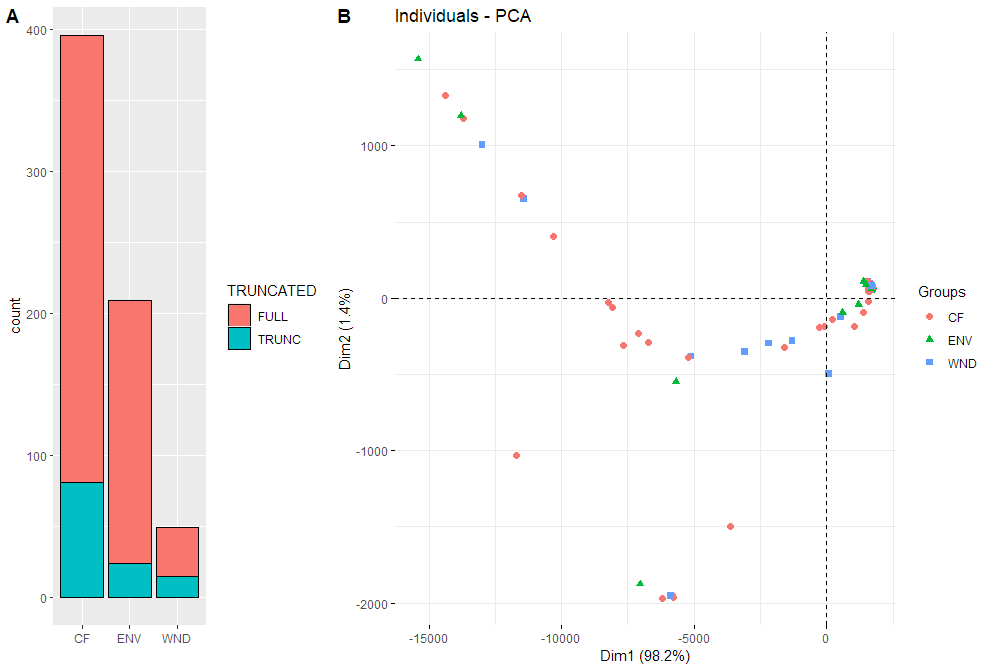 A
count
400
300
200
100
0
CF ENV WND
TRUNCATED
FULL
TRUNC
B
Individuals - PCA
Dim2 (1.4%)
1000
0
-1000
-2000
-15000 -10000 -5000 0
Dim1 (98.2%)
Groups
CF
ENV
WND